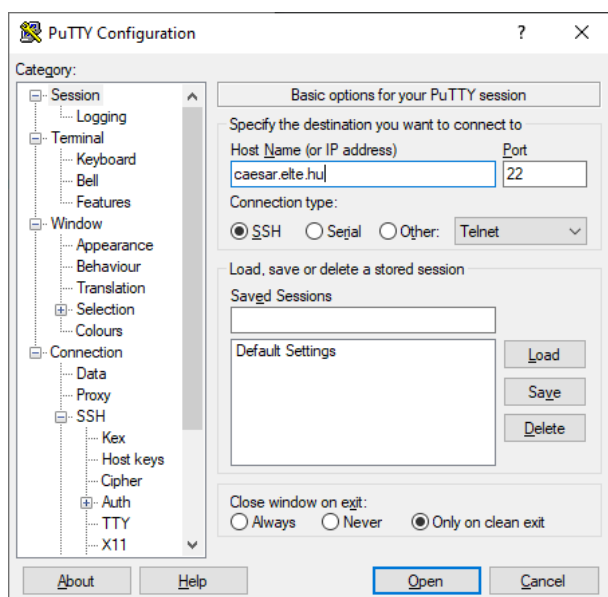 PuTTY Configuration
?
Category:
Session
Logging
Terminal
Keyboard
Bell
Features
Window
Appearance
Behaviour
Translation
Selection
Colours
Connection
Data
Proxy
SSH
Kex
Host keys
Cipher
Auth
TTY
X11
Basic options for your PuTTY session
Specify the destination you want to connect to
Host Name (or IP address) Port
caesar.elte.hu 22
Connection type:
SSH Serial Other: Telnet
Load, save or delete a stored session
Saved Sessions
Default Settings
Load
Save
Delete
Close window on exit:
Always Never Only on clean exit
About Help Open Cancel